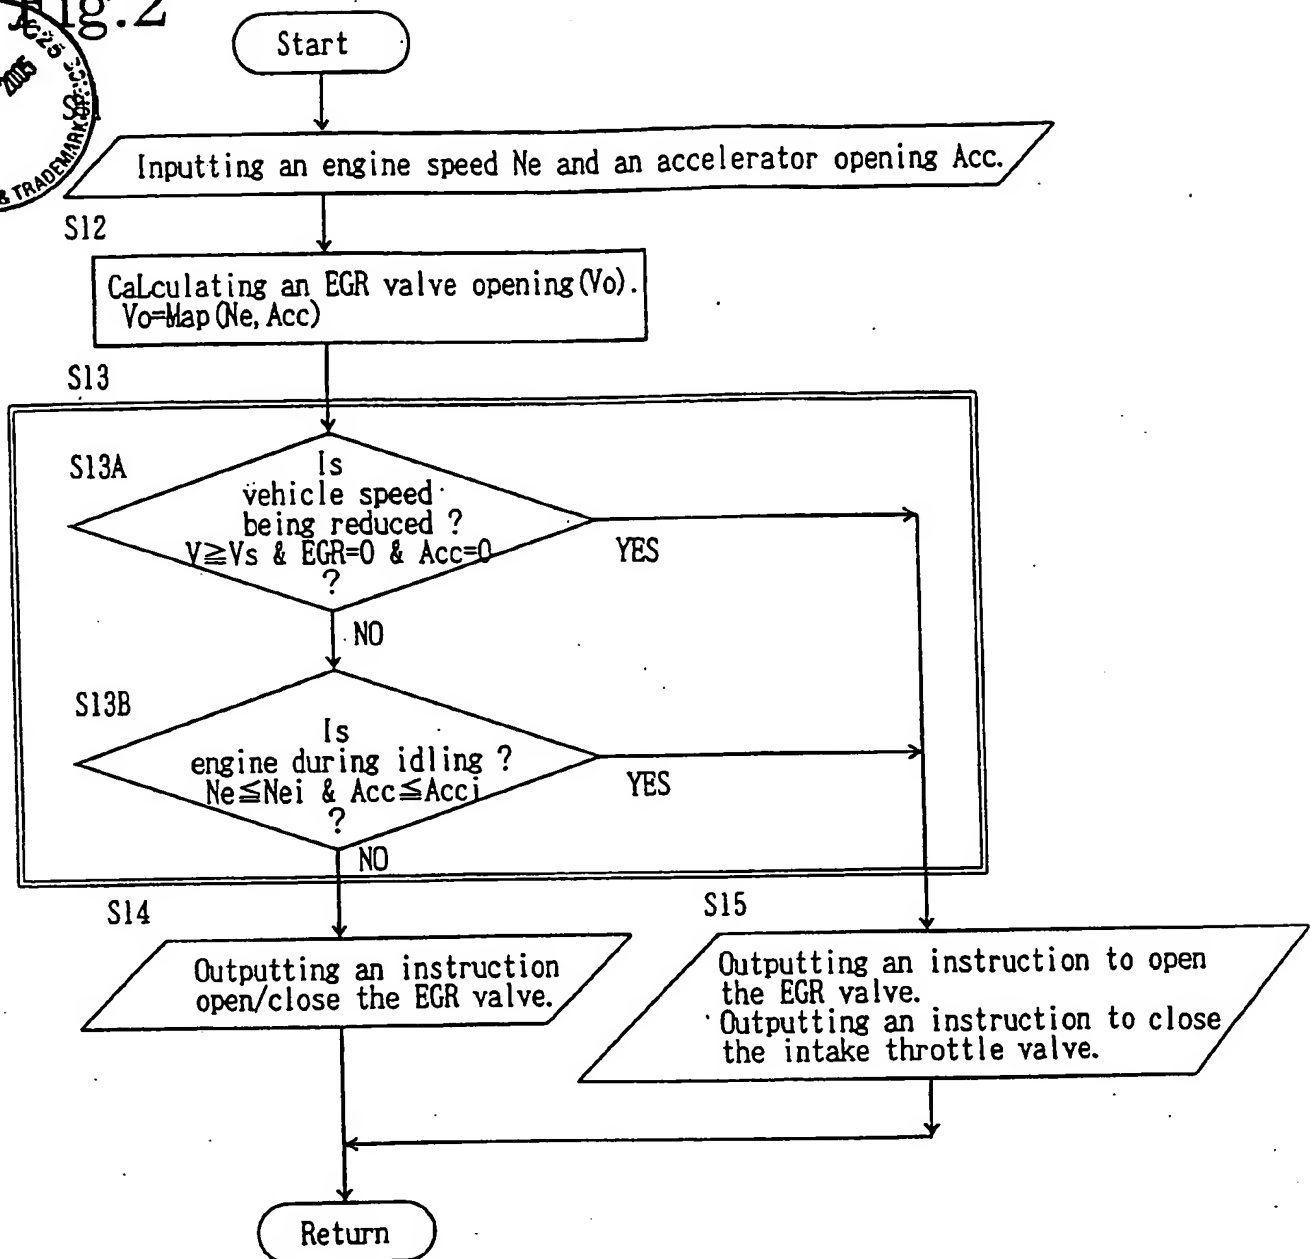 Fig.2
25
2005
& TRADEMARK
Start
Inputting an engine speed Ne and an accelerator opening Acc.
S12
CaLculating an EGR valve opening(Vo).
Vo=Map(Ne,Acc)
S13
S13A
Is
vehicle speed
being reduced ?
V≧Vs & EGR=0 & Acc=0
?
YES
NO
S13B
Is
engine during idling ?
Ne≦Nei & Acc≦Acci
?
YES
NO
S14
Outputting an instruction
open/close the EGR valve.
S15
Outputting an instruction to open
the EGR valve.
Outputting an instruction to close
the intake throttle valve.
Return